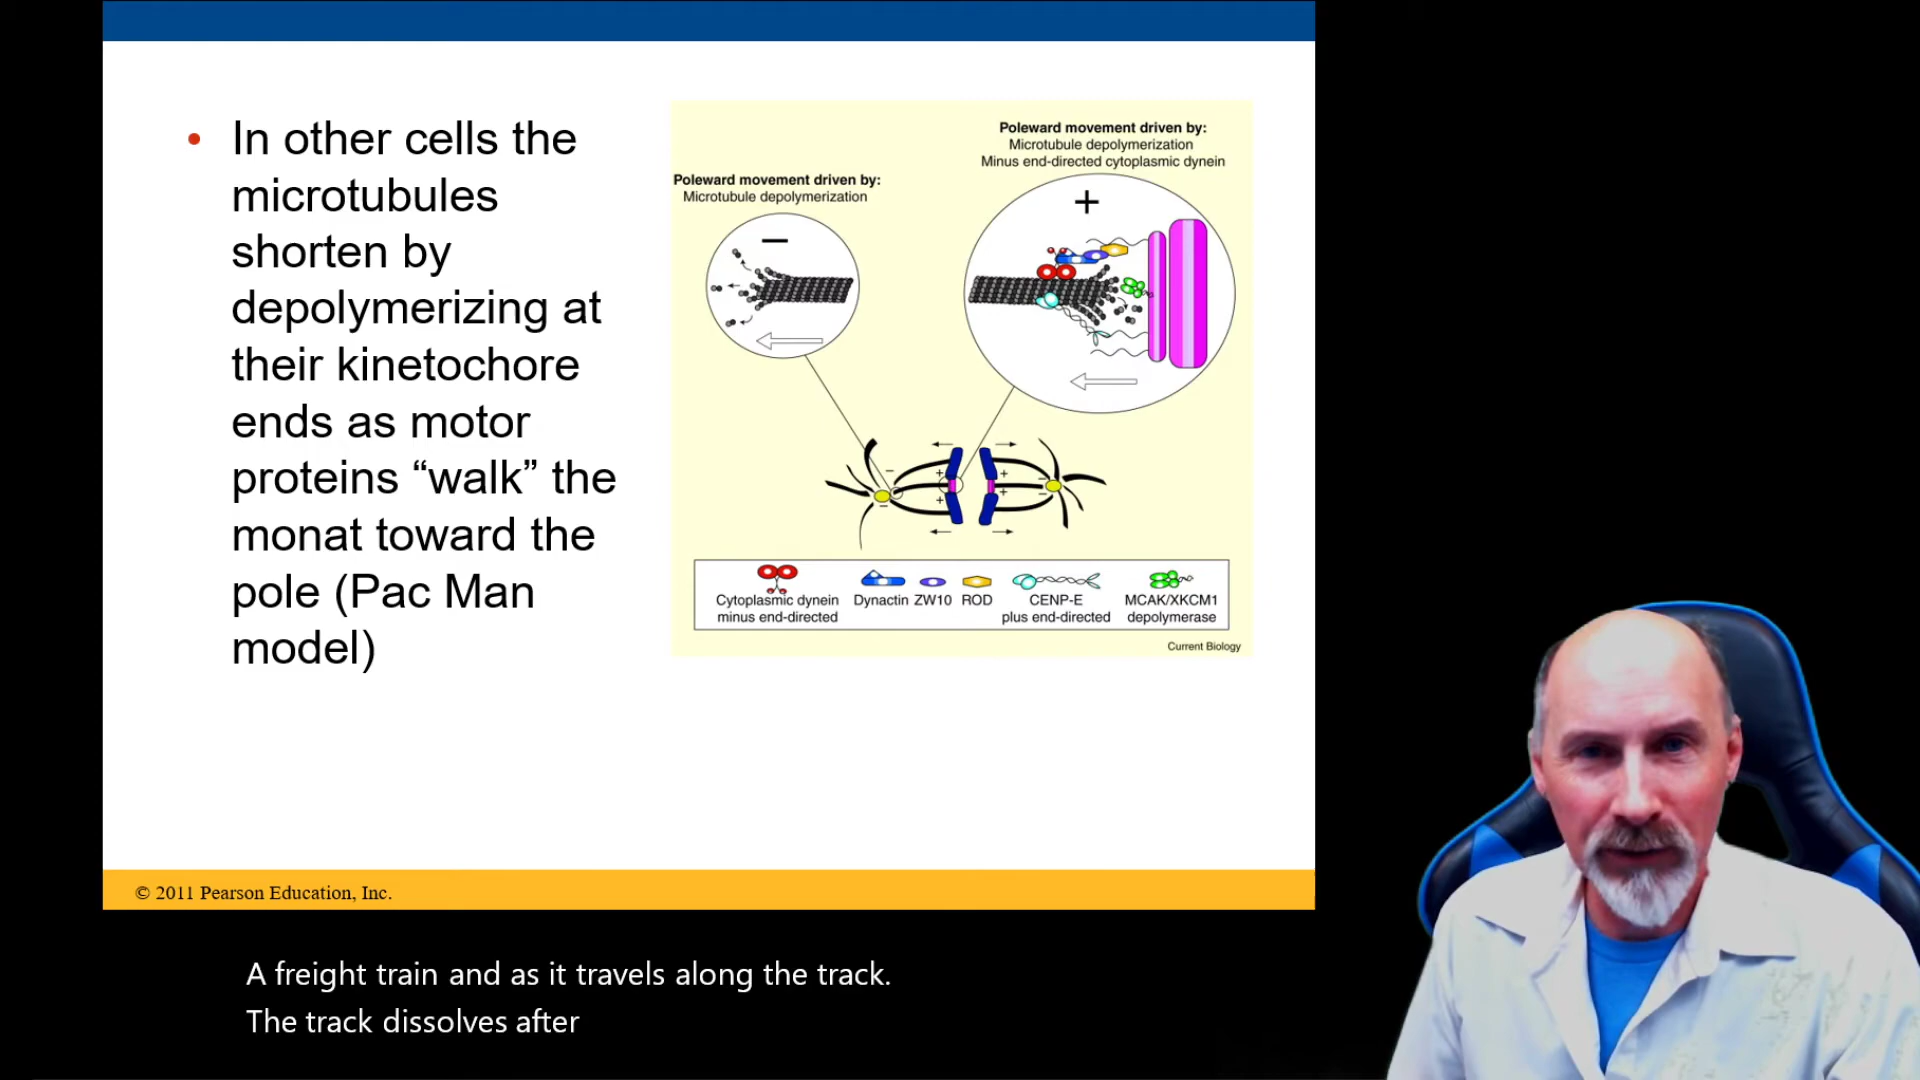 • In other cells the
microtubules
shorten by
depolymerizing at
their kinetochore
ends as motor
proteins “walk” the
monat toward the
pole (Pac Man
model)
Poleward movement driven by:
Microtubule depolymerization
−
Poleward movement driven by:
Microtubule depolymerization
Minus end-directed cytoplasmic dynein
+
− + + −
− + + −
Cytoplasmic dynein
minus end-directed
Dynactin
ZW10
ROD
CENP-E
plus end-directed
MCAK/XKCM1
depolymerase
Current Biology
© 2011 Pearson Education, Inc.
A freight train and as it travels along the track.
The track dissolves after